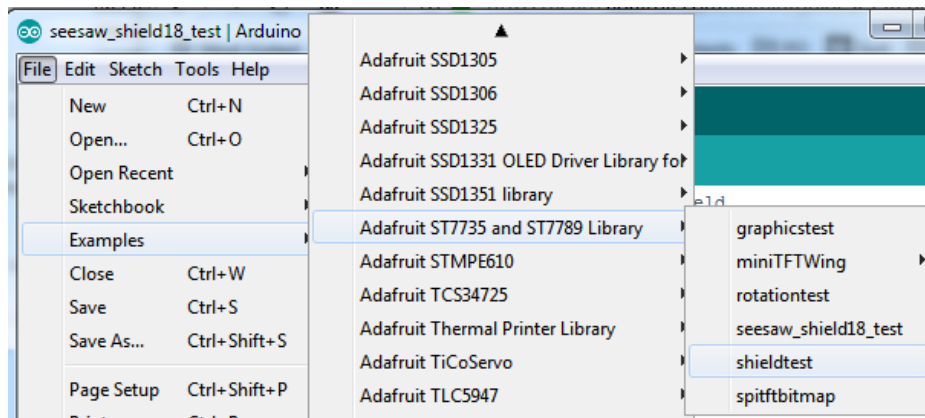 seesaw_shield18_test | Arduino
File Edit Sketch Tools Help
New Ctrl+N
Open... Ctrl+O
Open Recent
Sketchbook
Examples
Close Ctrl+W
Save Ctrl+S
Save As... Ctrl+Shift+S
Page Setup Ctrl+Shift+P
Adafruit SSD1305
Adafruit SSD1306
Adafruit SSD1325
Adafruit SSD1331 OLED Driver Library for
Adafruit SSD1351 library
Adafruit ST7735 and ST7789 Library
Adafruit STMPE610
Adafruit TCS34725
Adafruit Thermal Printer Library
Adafruit TiCoServo
Adafruit TLC5947
graphicstest
miniTFTWing
rotationtest
seesaw_shield18_test
shieldtest
spitftbitmap